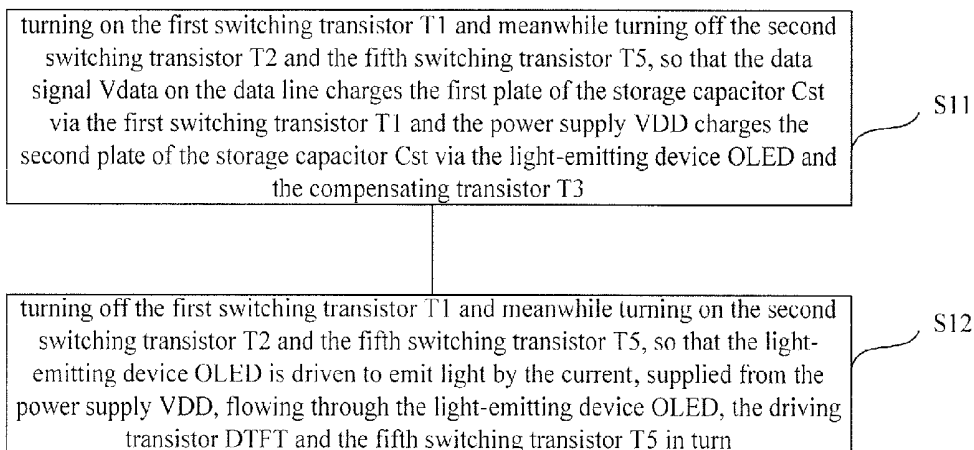 turning on the first switching transistor T1 and meanwhile turning off the second
switching transistor T2 and the fifth switching transistor T5, so that the data
signal Vdata on the data line charges the first plate of the storage capacitor Cst
via the first switching transistor T1 and the power supply VDD charges the
second plate of the storage capacitor Cst via the light-emitting device OLED and
the compensating transistor T3
S11
turning off the first switching transistor T1 and meanwhile turning on the second
switching transistor T2 and the fifth switching transistor T5, so that the light-
emitting device OLED is driven to emit light by the current, supplied from the
power supply VDD, flowing through the light-emitting device OLED, the driving
transistor DTFT and the fifth switching transistor T5 in turn
S12